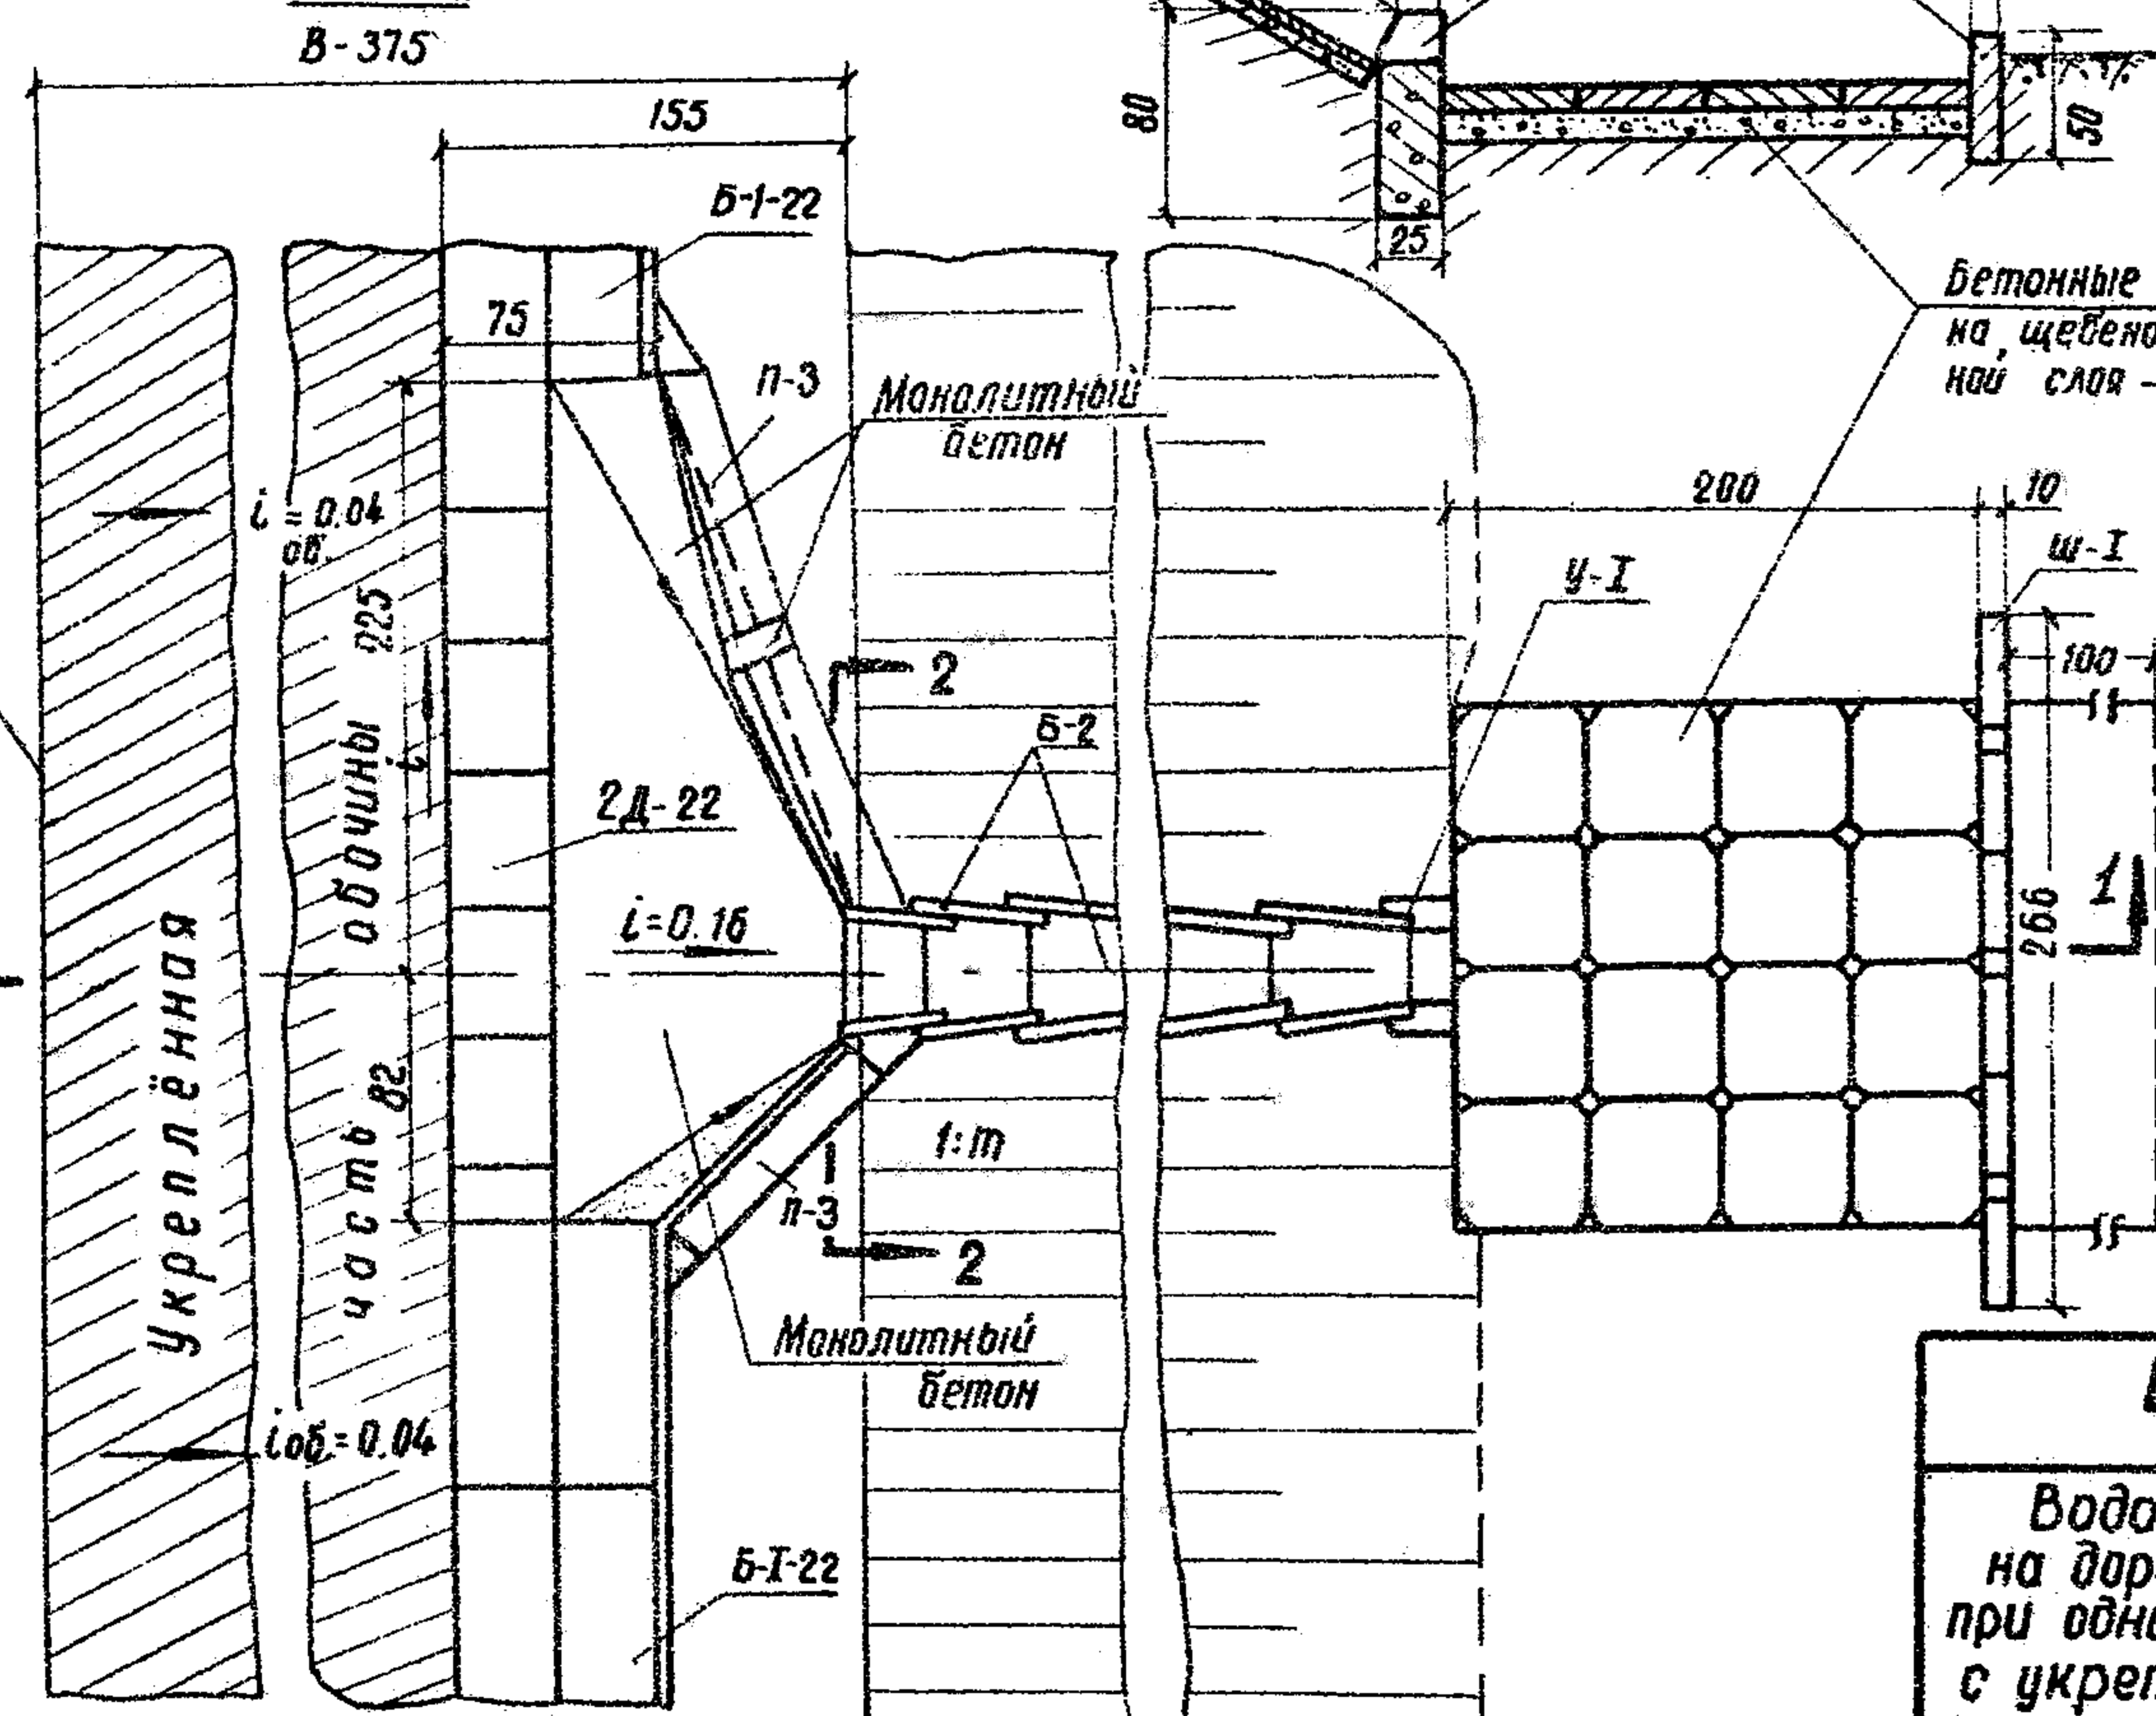 В-375
155
80
50
25
Б-1-22
75
п-3
Монолитный
бетон
Бетонные
на щебено
ной слоя -
200
10
ш-I
У-I
i = 0.04
об.
225
2
100
Б-2
2Д-22
i
i=0.16
266
1
Укреплённая
часть обочины
82
1:m
п-3
2
Монолитный
бетон
iоб.= 0.04
Б-I-22
Водо
на дор
при одно
с укреп